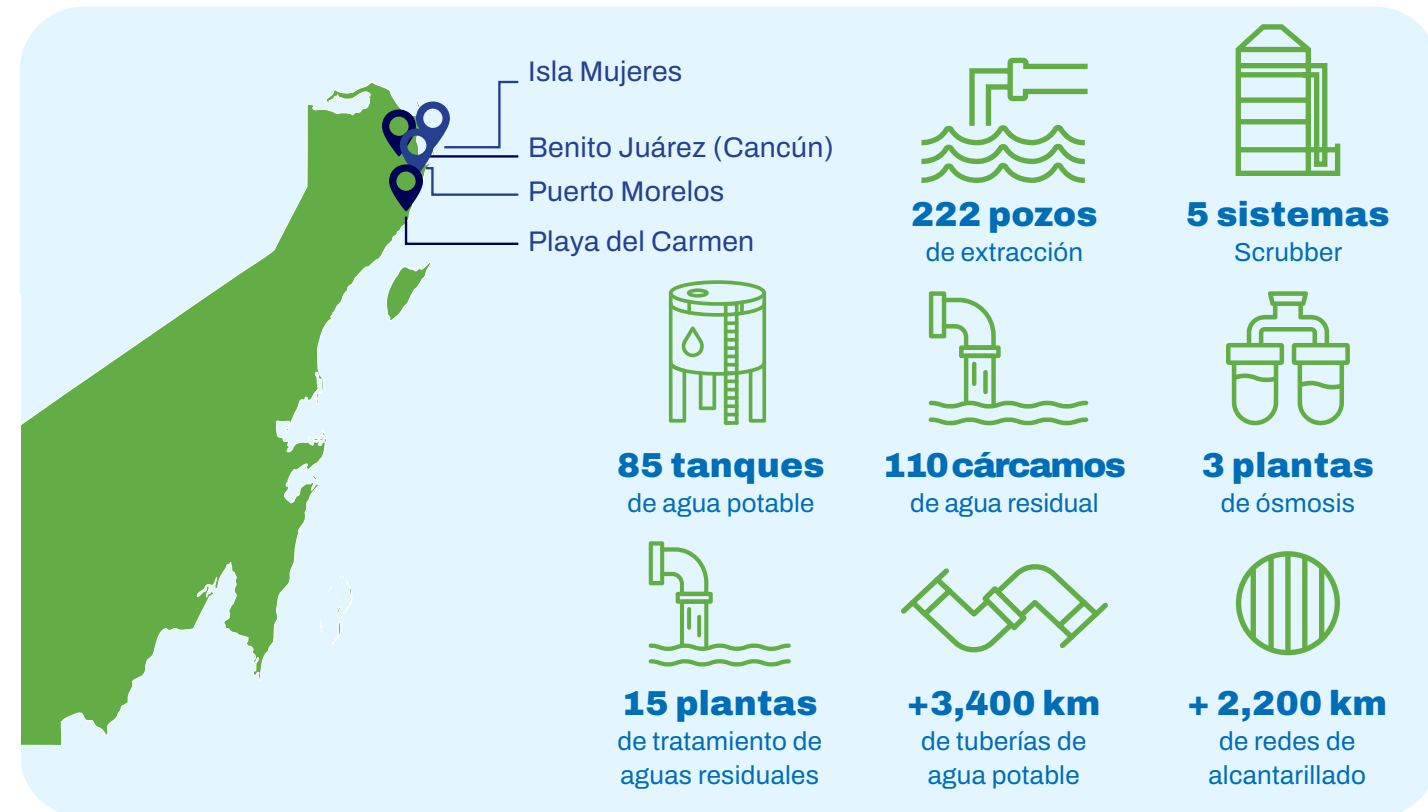 Isla Mujeres
Benito Juárez (Cancún)
Puerto Morelos
Playa del Carmen
222 pozos
de extracción
5 sistemas
Scrubber
85 tanques
de agua potable
110 cárcamos
de agua residual
3 plantas
de ósmosis
15 plantas
de tratamiento de
aguas residuales
+3,400 km
de tuberías de
agua potable
+ 2,200 km
de redes de
alcantarillado